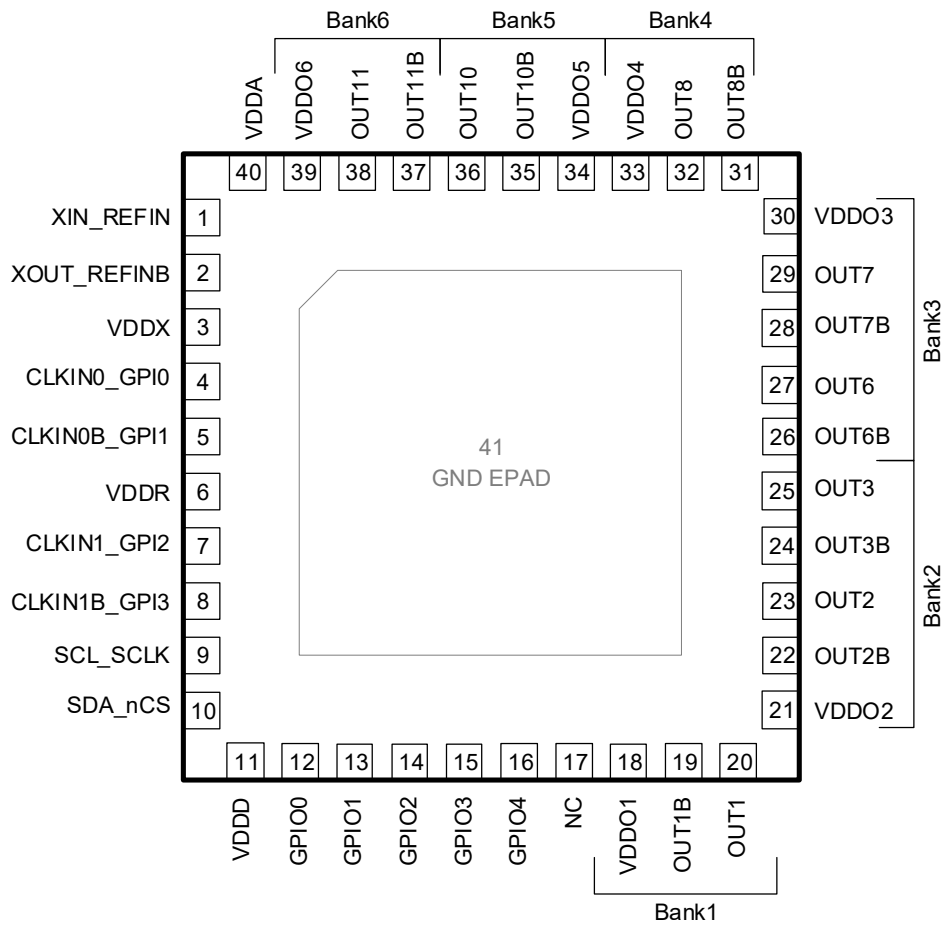 Bank6
Bank5
Bank4
VDDA
VDDO6
OUT11
OUT11B
OUT10
OUT10B
VDDO5
VDDO4
OUT8
OUT8B
40 39 38 37 36 35 34 33 32 31
XIN_REFIN 1
XOUT_REFINB 2
VDDX 3
CLKIN0_GPI0 4
CLKIN0B_GPI1 5
VDDR 6
CLKIN1_GPI2 7
CLKIN1B_GPI3 8
SCL_SCLK 9
SDA_nCS 10
41
GND EPAD
30 VDDO3
29 OUT7
28 OUT7B
27 OUT6
26 OUT6B
25 OUT3
24 OUT3B
23 OUT2
22 OUT2B
21 VDDO2
Bank3
Bank2
11 12 13 14 15 16 17 18 19 20
VDDD
GPIO0
GPIO1
GPIO2
GPIO3
GPIO4
NC
VDDO1
OUT1B
OUT1
Bank1